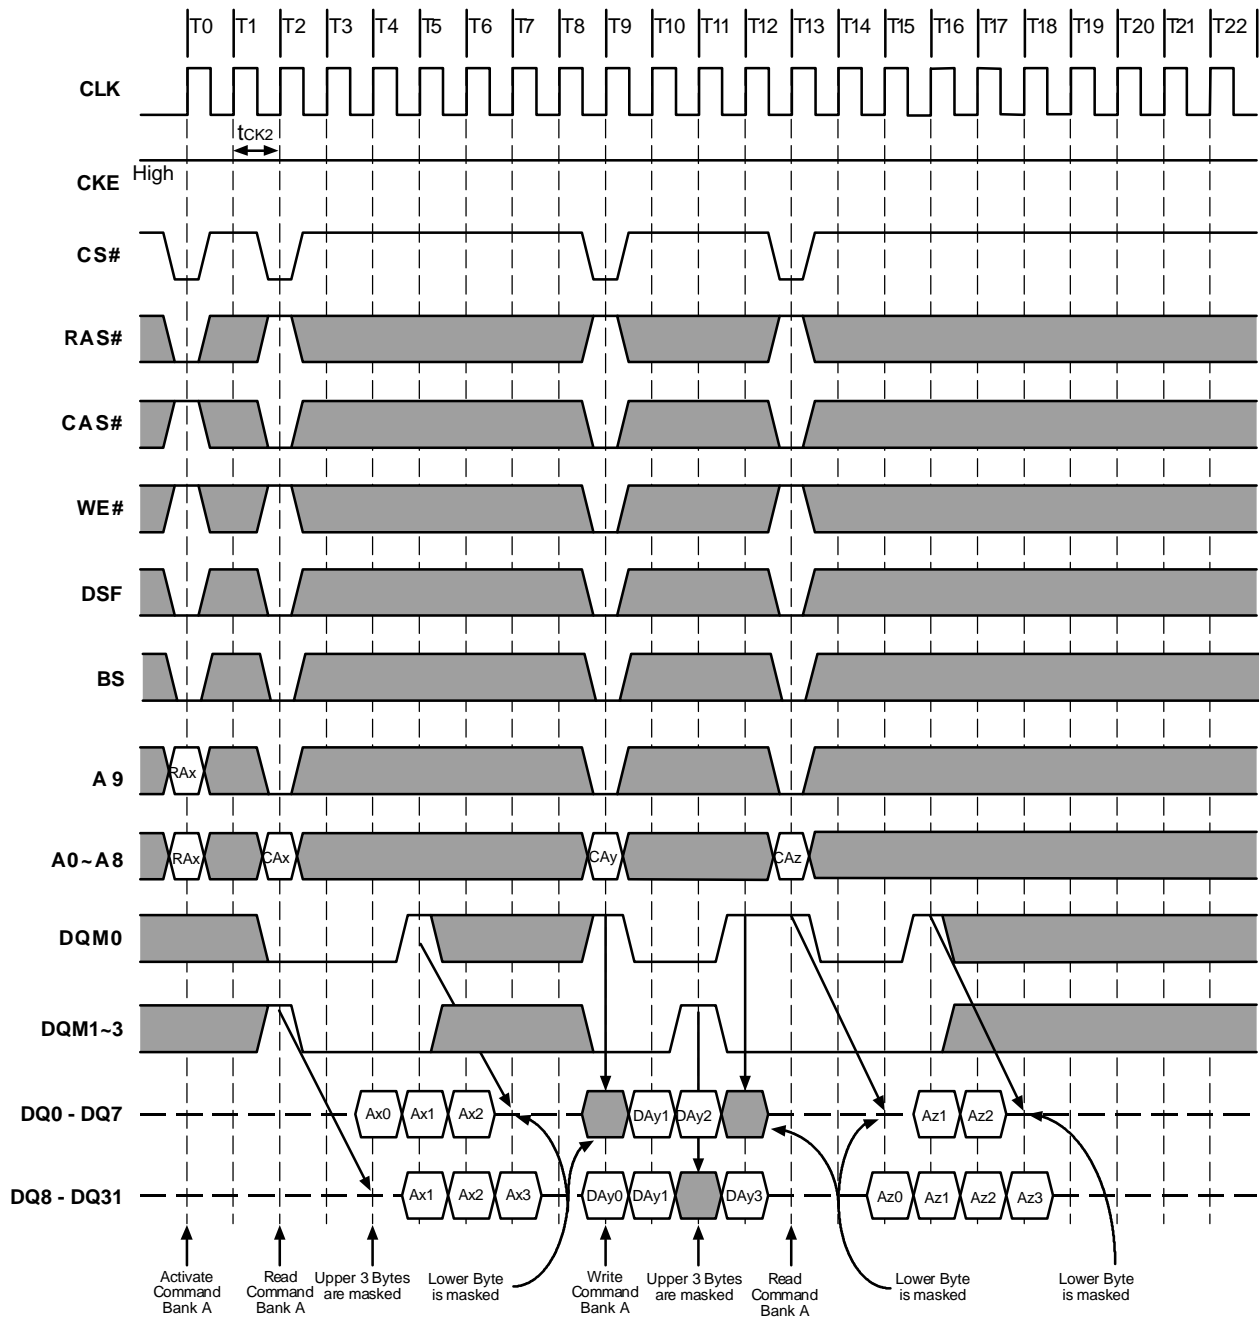 T0 T1 T2 T3 T4 T5 T6 T7 T8 T9 T10 T11 T12 T13 T14 T15 T16 T17 T18 T19 T20 T21 T22
CLK
tCK2
High
CKE
CS#
RAS#
CAS#
WE#
DSF
BS
A9 RAx
A0~A8 RAx CAx CAy CAz
DQM0
DQM1~3
DQ0 - DQ7 Ax0 Ax1 Ax2 DAy1 DAy2 Az1 Az2
DQ8 - DQ31 Ax1 Ax2 Ax3 DAy0 DAy1 DAy3 Az0 Az1 Az2 Az3
Activate
Command
Bank A
Read
Command
Bank A
Upper 3 Bytes
are masked
Lower Byte
is masked
Write
Command
Bank A
Upper 3 Bytes
are masked
Read
Command
Bank A
Lower Byte
is masked
Lower Byte
is masked